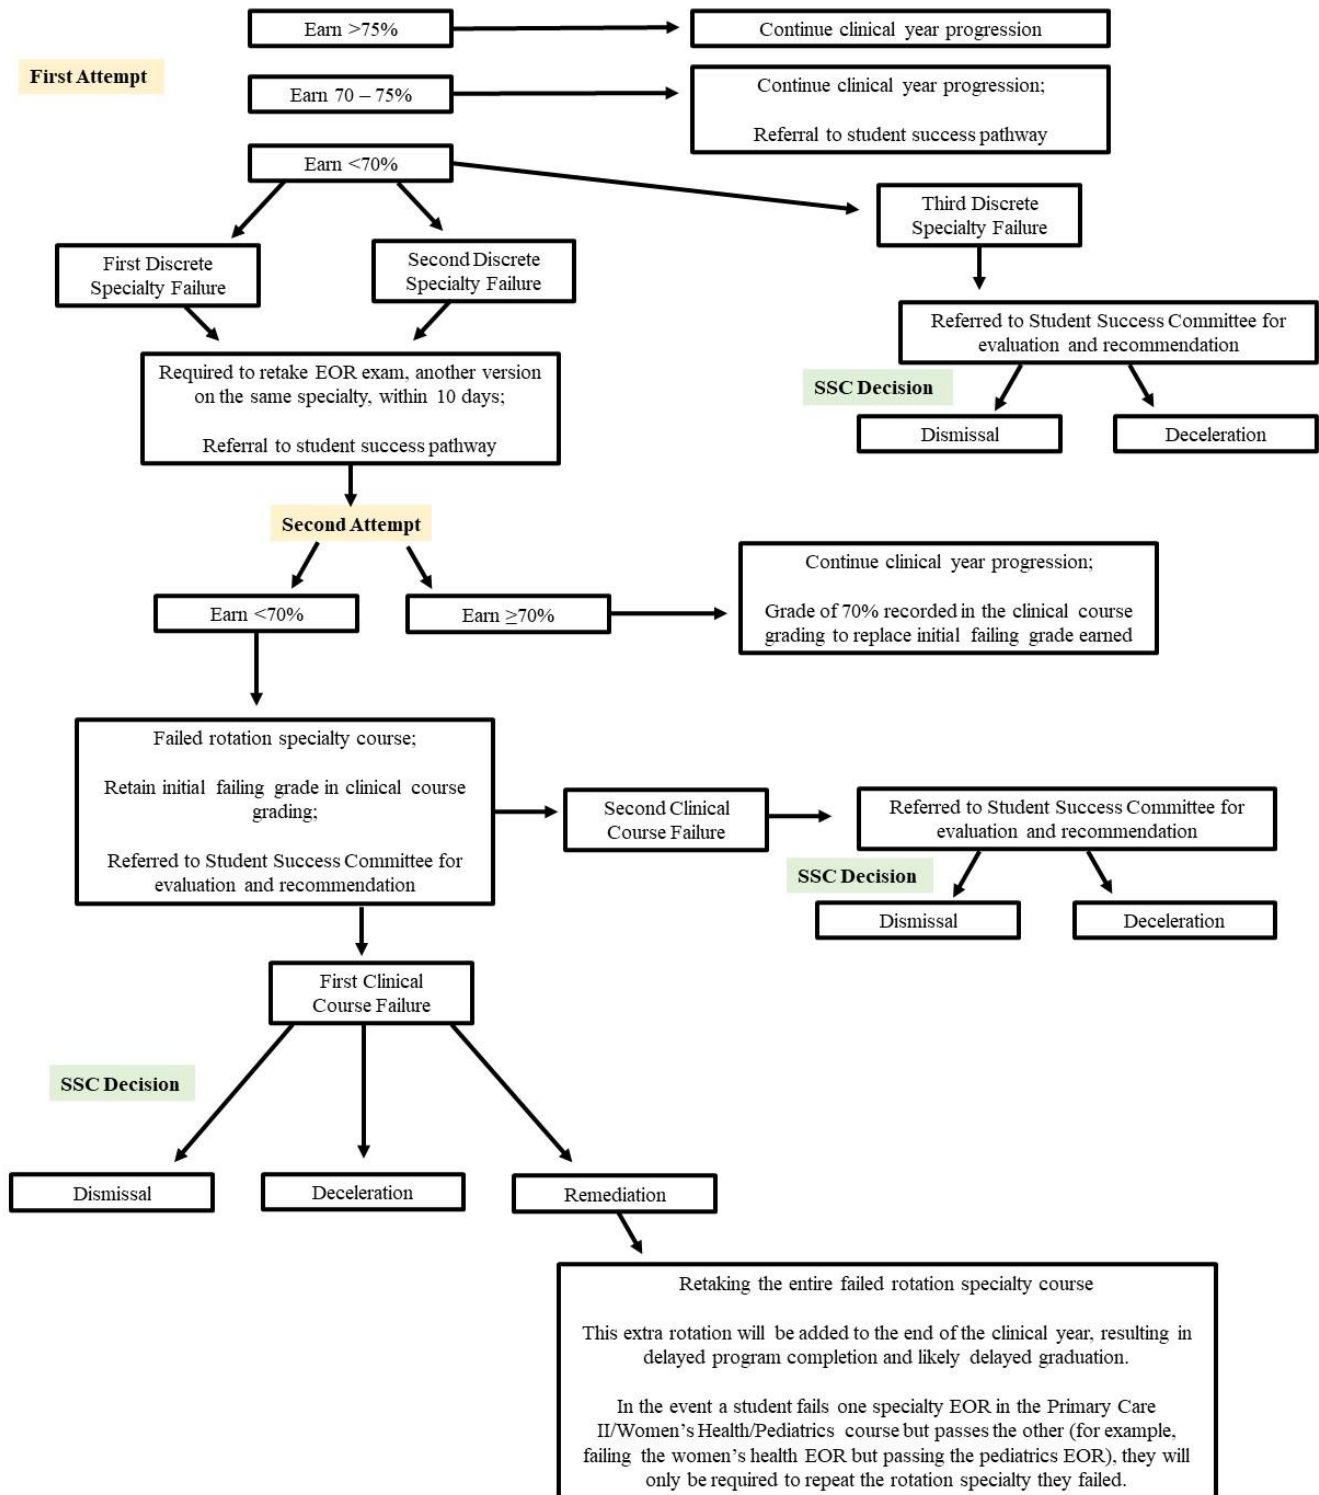 Earn >75%
Continue clinical year progression
First Attempt
Earn 70 – 75%
Continue clinical year progression;
Referral to student success pathway
Earn <70%
Third Discrete
Specialty Failure
First Discrete
Specialty Failure
Second Discrete
Specialty Failure
Referred to Student Success Committee for
evaluation and recommendation
Required to retake EOR exam, another version
on the same specialty, within 10 days;
Referral to student success pathway
SSC Decision
Dismissal
Deceleration
Second Attempt
Earn <70%
Earn ≥70%
Continue clinical year progression;
Grade of 70% recorded in the clinical course
grading to replace initial failing grade earned
Failed rotation specialty course;
Retain initial failing grade in clinical course
grading;
Referred to Student Success Committee for
evaluation and recommendation
Second Clinical
Course Failure
Referred to Student Success Committee for
evaluation and recommendation
SSC Decision
Dismissal
Deceleration
First Clinical
Course Failure
SSC Decision
Dismissal
Deceleration
Remediation
Retaking the entire failed rotation specialty course
This extra rotation will be added to the end of the clinical year, resulting in
delayed program completion and likely delayed graduation.
In the event a student fails one specialty EOR in the Primary Care
II/Women's Health/Pediatrics course but passes the other (for example,
failing the women's health EOR but passing the pediatrics EOR), they will
only be required to repeat the rotation specialty they failed.